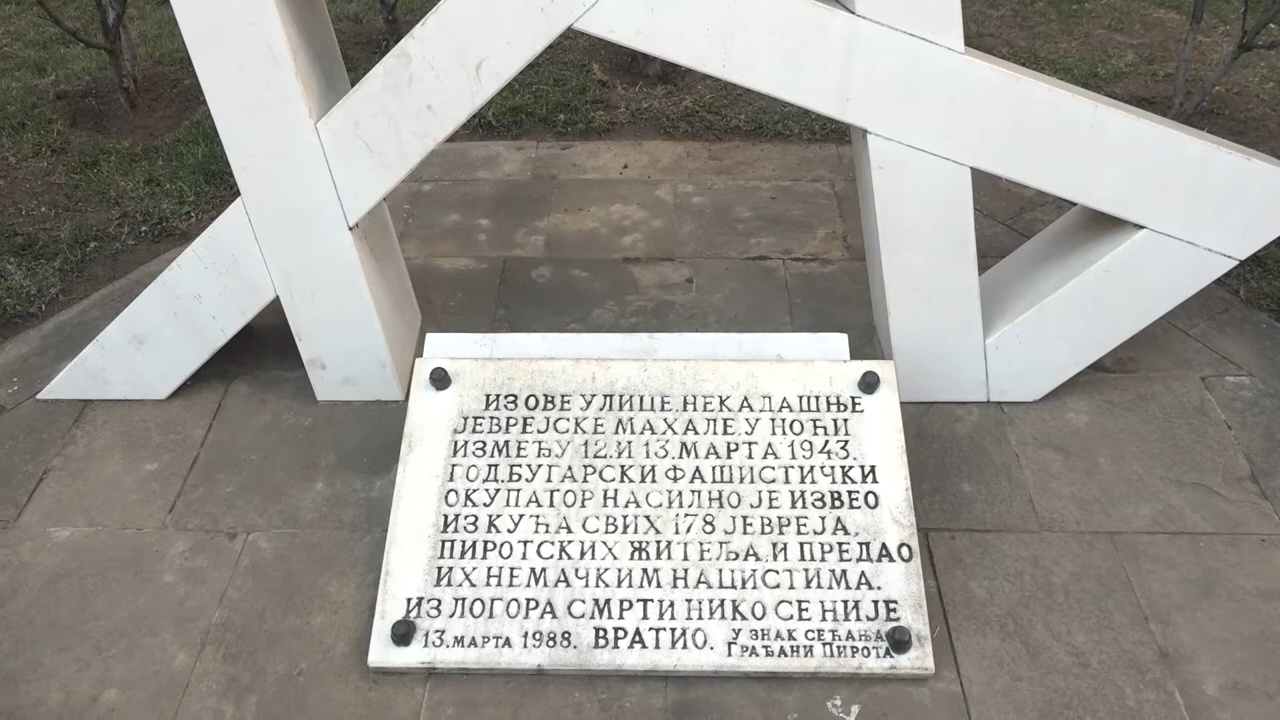 ИЗ ОВЕ УЛИЦЕ, НЕКАДАШЊЕ
ЈЕВРЕЈСКЕ МАХАЛЕ, У НОЋИ
ИЗМЕЂУ 12. И 13. МАРТА 1943.
ГОД. БУГАРСКИ ФАШИСТИЧКИ
ОКУПАТОР НАСИЛНО ЈЕ ИЗВЕО
ИЗ КУЋА СВИХ 178 ЈЕВРЕЈА,
ПИРОТСКИХ ЖИТЕЉА, И ПРЕДАО
ИХ НЕМАЧКИМ НАЦИСТИМА.
ИЗ ЛОГОРА СМРТИ НИКО СЕ НИЈЕ
13. МАРТА 1988. ВРАТИО. У ЗНАК СЕЋАЊА
ГРАЂАНИ ПИРОТА